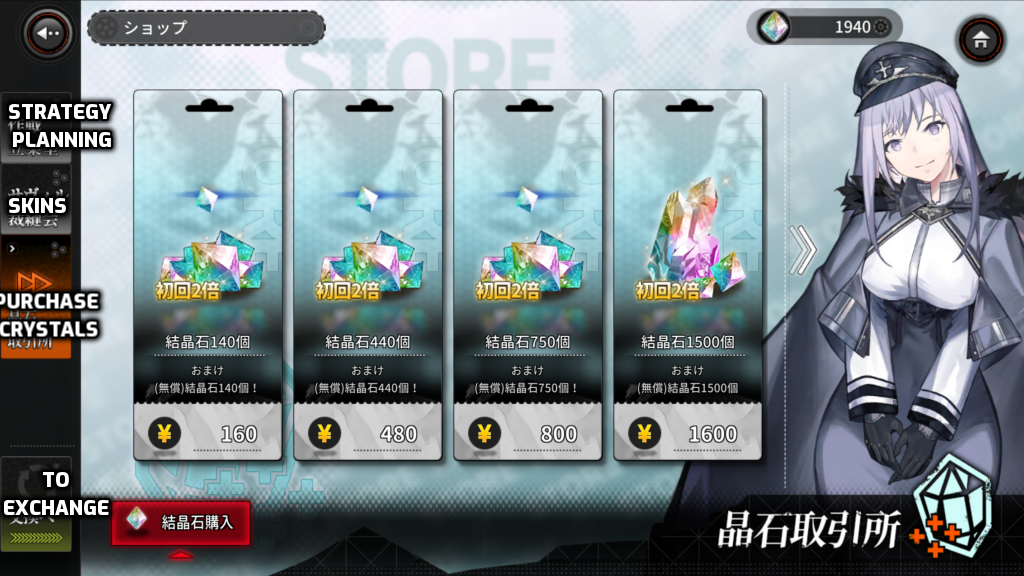 ショップ
STORE
1940
STRATEGY
PLANNING
SKINS
PURCHASE
CRYSTALS
取引所
TO
EXCHANGE
初回2倍
結晶石140個
おまけ
(無償)結晶石140個！
¥ 160
初回2倍
結晶石440個
おまけ
(無償)結晶石440個！
¥ 480
初回2倍
結晶石750個
おまけ
(無償)結晶石750個！
¥ 800
初回2倍
結晶石1500個
おまけ
(無償)結晶石1500個
¥ 1600
結晶石購入
晶石取引所